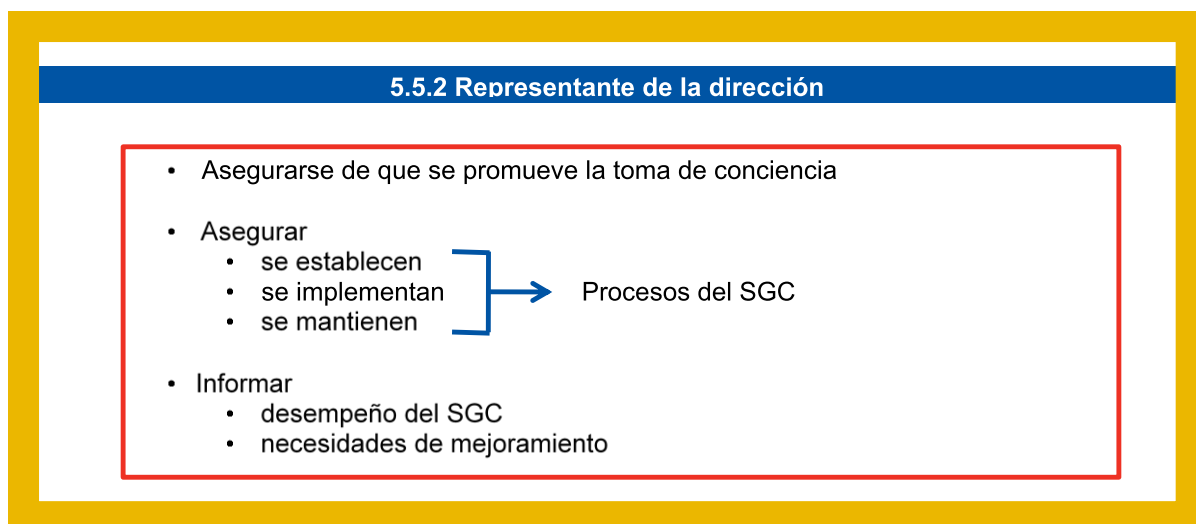 5.5.2 Representante de la dirección
• Asegurarse de que se promueve la toma de conciencia
• Asegurar
• se establecen
• se implementan
• se mantienen
Procesos del SGC
• Informar
• desempeño del SGC
• necesidades de mejoramiento